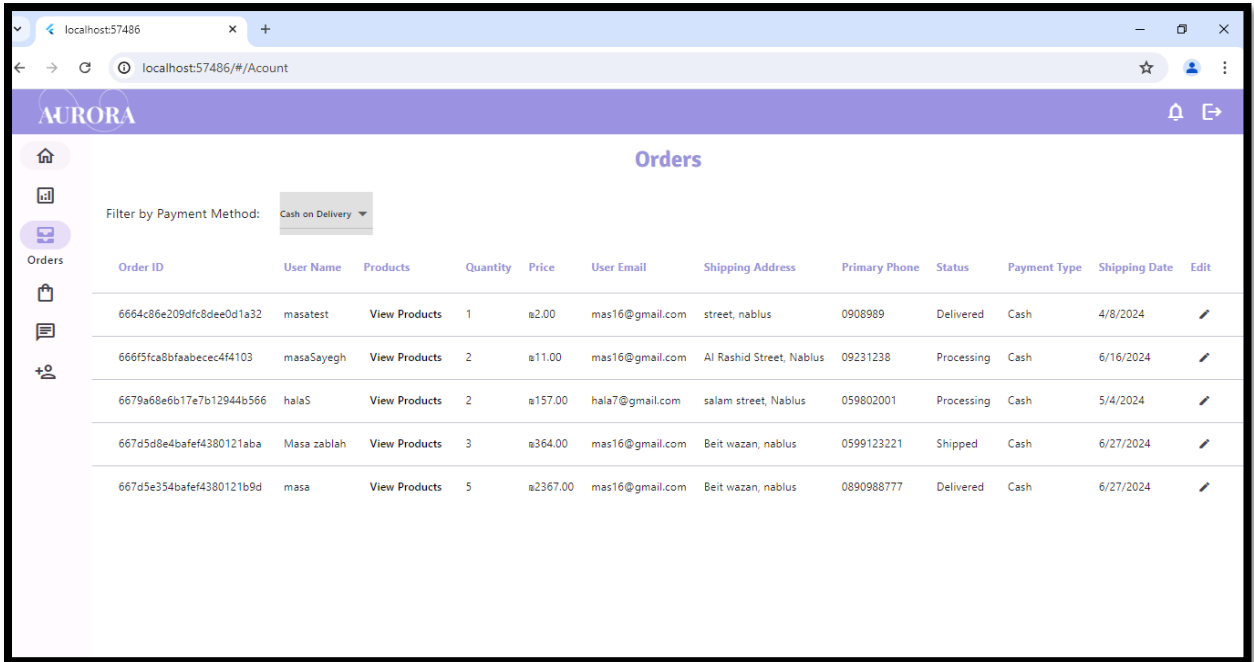 localhost:57486
localhost:57486/#/Acount
AURORA
Orders
Filter by Payment Method: Cash on Delivery
Orders
Order ID User Name Products Quantity Price User Email Shipping Address Primary Phone Status Payment Type Shipping Date Edit
6664c86e209dfc8dee0d1a32 masatest View Products 1 ₪2.00 mas16@gmail.com street, nablus 0908989 Delivered Cash 4/8/2024
666f5fca8bfaabecec4f4103 masaSayegh View Products 2 ₪11.00 mas16@gmail.com Al Rashid Street, Nablus 09231238 Processing Cash 6/16/2024
6679a68e6b17e7b12944b566 halaS View Products 2 ₪157.00 hala7@gmail.com salam street, Nablus 059802001 Processing Cash 5/4/2024
667d5d8e4bafef4380121aba Masa zablah View Products 3 ₪364.00 mas16@gmail.com Beit wazan, nablus 0599123221 Shipped Cash 6/27/2024
667d5e354bafef4380121b9d masa View Products 5 ₪2367.00 mas16@gmail.com Beit wazan, nablus 0890988777 Delivered Cash 6/27/2024